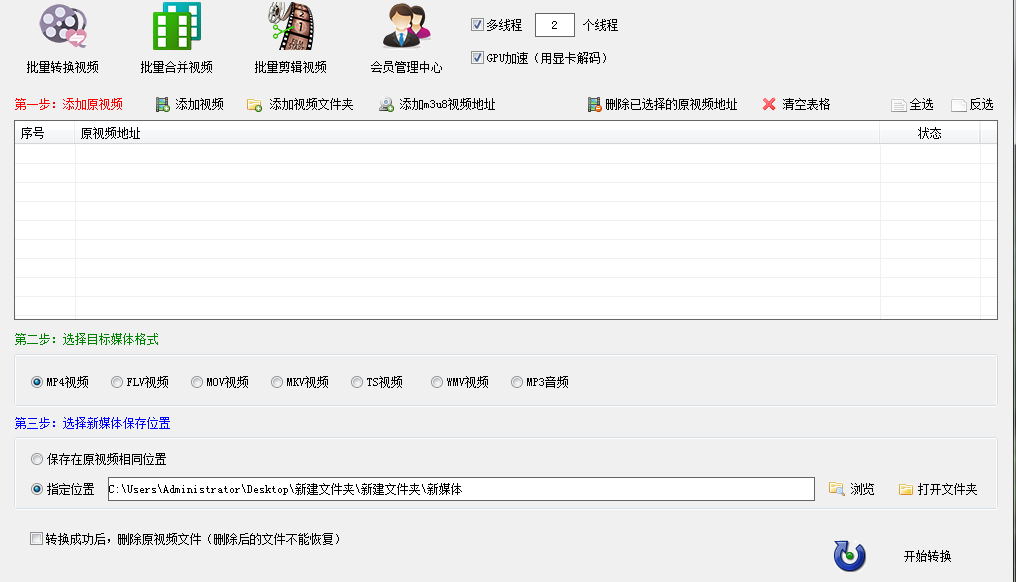 批量转换视频 批量合并视频 批量剪辑视频 会员管理中心
多线程 2 个线程
GPU加速（用显卡解码）
第一步：添加原视频 添加视频 添加视频文件夹 添加m3u8视频地址 删除已选择的原视频地址 清空表格 全选 反选
序号 原视频地址 状态
第二步：选择目标媒体格式
MP4视频 FLV视频 MOV视频 MKV视频 TS视频 WMV视频 MP3音频
第三步：选择新媒体保存位置
保存在原视频相同位置
指定位置 C:\Users\Administrator\Desktop\新建文件夹\新建文件夹\新媒体 浏览 打开文件夹
转换成功后，删除原视频文件（删除后的文件不能恢复）
开始转换